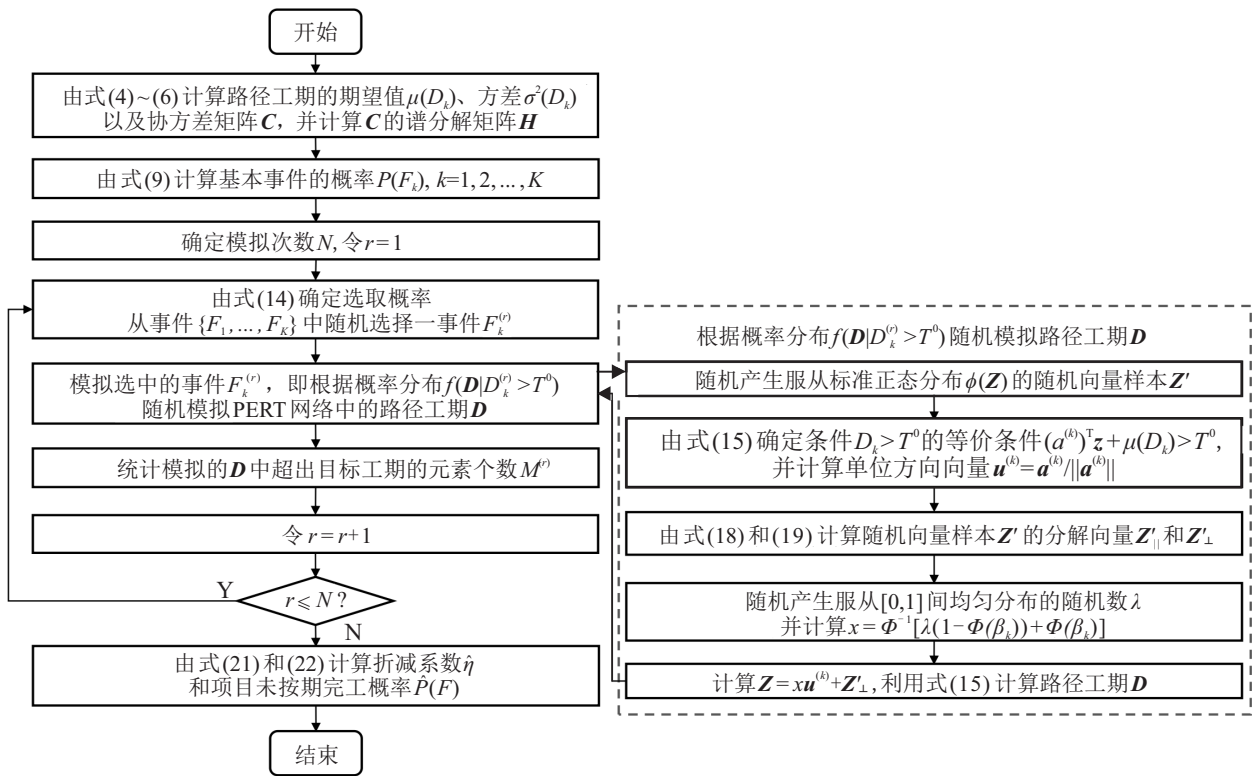 开始
由式(4)~(6)计算路径工期的期望值μ(Dₖ)、方差σ²(Dₖ)
以及协方差矩阵C，并计算C的谱分解矩阵H
由式(9)计算基本事件的概率P(Fₖ), k=1,2,...,K
确定模拟次数N,令r=1
由式(14)确定选取概率
从事件{F₁,...,F_K}中随机选择一事件Fₖ⁽ʳ⁾
模拟选中的事件Fₖ⁽ʳ⁾，即根据概率分布f(D|Dₖ⁽ʳ⁾>T⁰)
随机模拟PERT网络中的路径工期D
统计模拟的D中超出目标工期的元素个数M⁽ʳ⁾
令r=r+1
Y
r≤N?
N
由式(21)和(22)计算折减系数η̂
和项目未按期完工概率P̂(F)
结束
根据概率分布f(D|Dₖ⁽ʳ⁾>T⁰)随机模拟路径工期D
随机产生服从标准正态分布ϕ(Z)的随机向量样本Z′
由式(15)确定条件Dₖ>T⁰的等价条件(a⁽ᵏ⁾)ᵀz+μ(Dₖ)>T⁰,
并计算单位方向向量u⁽ᵏ⁾=a⁽ᵏ⁾/||a⁽ᵏ⁾||
由式(18)和(19)计算随机向量样本Z′的分解向量Z′_||和Z′_⊥
随机产生服从[0,1]间均匀分布的随机数λ
并计算x=Φ⁻¹[λ(1−Φ(βₖ))+Φ(βₖ)]
计算Z=xu⁽ᵏ⁾+Z′_⊥,利用式(15)计算路径工期D